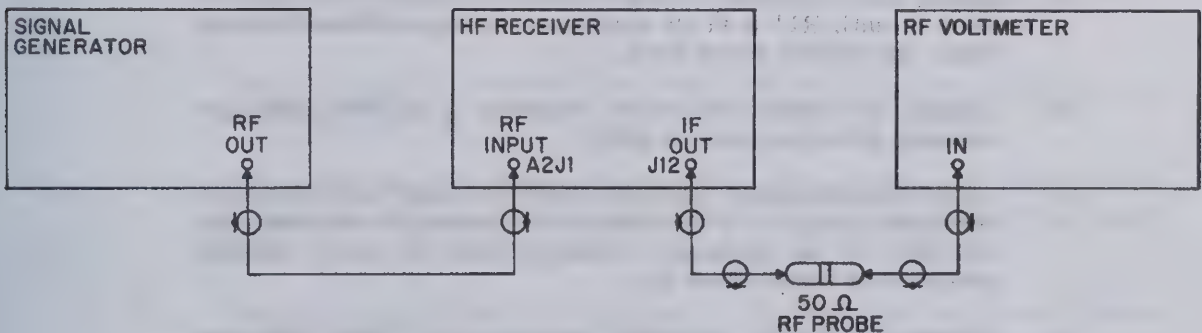 SIGNAL
GENERATOR
RF
OUT
HF RECEIVER
RF
INPUT
A2J1
IF
OUT
J12
RF VOLTMETER
IN
50 Ω
RF PROBE